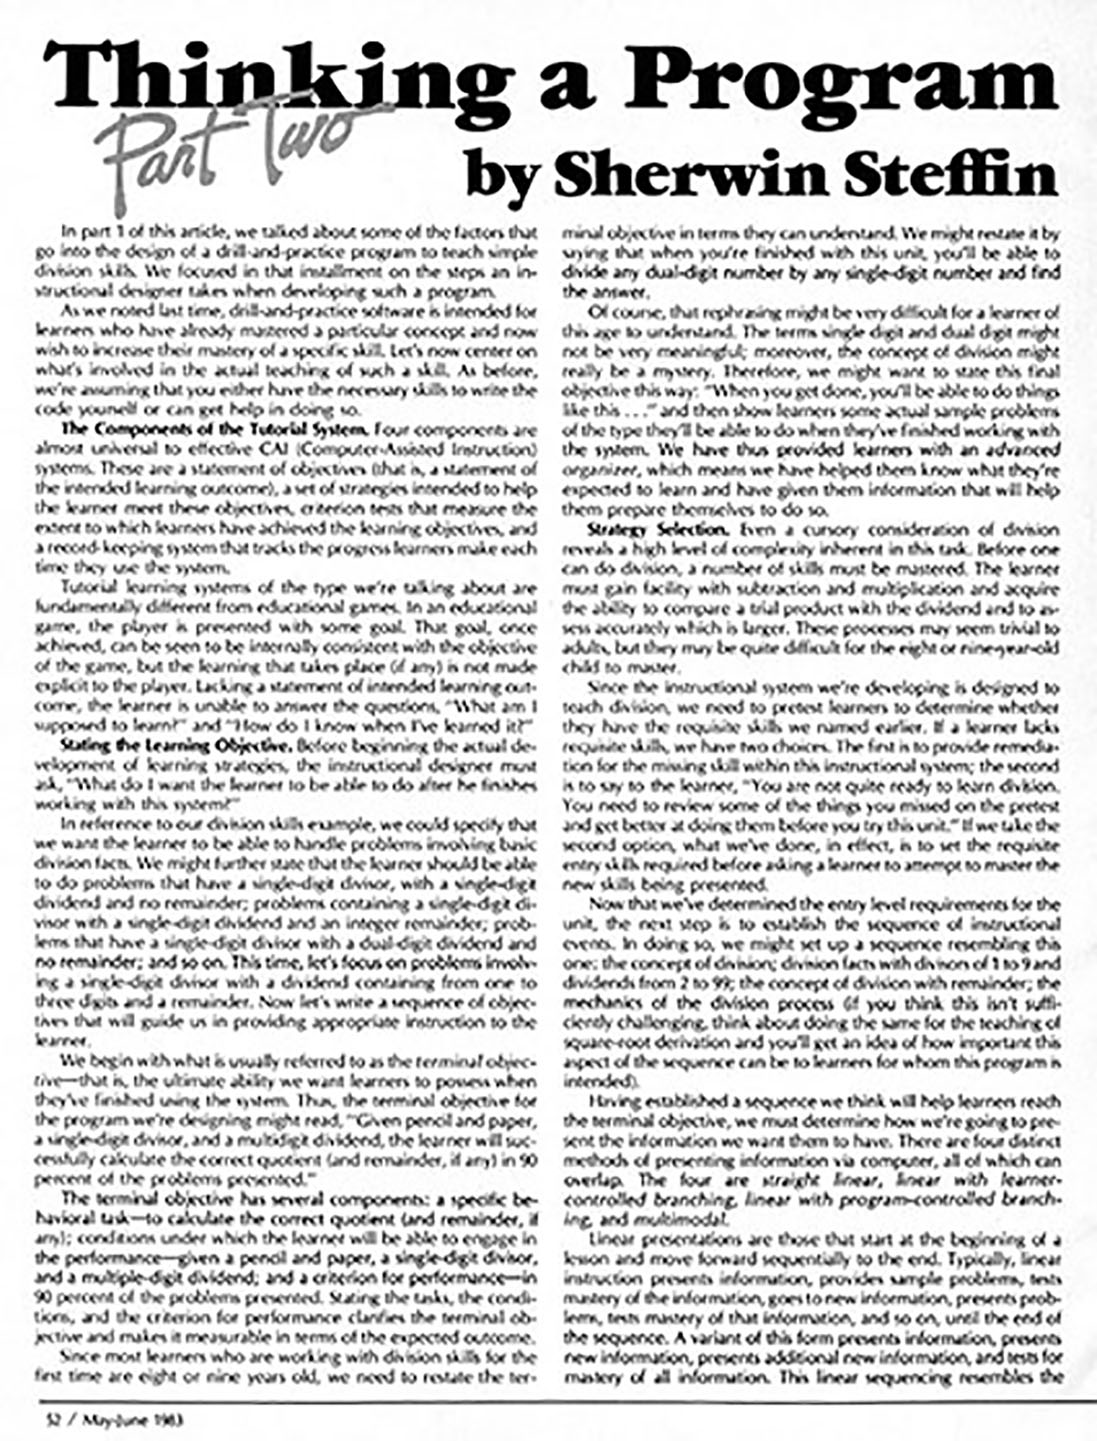 Thinking a Program
Part Two
by Sherwin Steffin
In part 1 of this article, we talked about some of the factors that
go into the design of a drill-and-practice program to teach simple
division skills. We focused in that installment on the steps an in-
structional designer takes when developing such a program.
As we noted last time, drill-and-practice software is intended for
learners who have already mastered a particular concept and now
wish to increase their mastery of a specific skill. Let's now center on
what's involved in the actual teaching of such a skill. As before,
we're assuming that you either have the necessary skills to write the
code yourself or can get help in doing so.
The Components of the Tutorial System. Four components are
almost universal to effective CAI (Computer-Assisted Instruction)
systems. These are a statement of objectives (that is, a statement of
the intended learning outcome), a set of strategies intended to help
the learner meet these objectives, criterion tests that measure the
extent to which learners have achieved the learning objectives, and
a record-keeping system that tracks the progress learners make each
time they use the system.
Tutorial learning systems of the type we're talking about are
fundamentally different from educational games. In an educational
game, the player is presented with some goal. That goal, once
achieved, can be seen to be internally consistent with the objective
of the game, but the learning that takes place (if any) is not made
explicit to the player. Lacking a statement of intended learning out-
come, the learner is unable to answer the questions, "What am I
supposed to learn?" and "How do I know when I've learned it?"
Stating the Learning Objective. Before beginning the actual de-
velopment of learning strategies, the instructional designer must
ask, "What do I want the learner to be able to do after he finishes
working with this system?"
In reference to our division skills example, we could specify that
we want the learner to be able to handle problems involving basic
division facts. We might further state that the learner should be able
to do problems that have a single-digit divisor, with a single-digit
dividend and no remainder; problems containing a single-digit di-
visor with a single-digit dividend and an integer remainder; prob-
lems that have a single-digit divisor with a dual-digit dividend and
no remainder; and so on. This time, let's focus on problems involv-
ing a single-digit divisor with a dividend containing from one to
three digits and a remainder. Now let's write a sequence of objec-
tives that will guide us in providing appropriate instruction to the
learner.
We begin with what is usually referred to as the terminal objec-
tive—that is, the ultimate ability we want learners to possess when
they've finished using the system. Thus, the terminal objective for
the program we're designing might read, "Given pencil and paper,
a single-digit divisor, and a multidigit dividend, the learner will suc-
cessfully calculate the correct quotient (and remainder, if any) in 90
percent of the problems presented."
The terminal objective has several components: a specific be-
havioral task—to calculate the correct quotient (and remainder, if
any); conditions under which the learner will be able to engage in
the performance—given a pencil and paper, a single-digit divisor,
and a multiple-digit dividend; and a criterion for performance—in
90 percent of the problems presented. Stating the tasks, the condi-
tions, and the criterion for performance clarifies the terminal ob-
jective and makes it measurable in terms of the expected outcome.
Since most learners who are working with division skills for the
first time are eight or nine years old, we need to restate the ter-
minal objective in terms they can understand. We might restate it by
saying that when you're finished with this unit, you'll be able to
divide any dual-digit number by any single-digit number and find
the answer.
Of course, that rephrasing might be very difficult for a learner of
this age to understand. The terms single digit and dual digit might
not be very meaningful; moreover, the concept of division might
really be a mystery. Therefore, we might want to state this final
objective this way: "When you get done, you'll be able to do things
like this . . ." and then show learners some actual sample problems
of the type they'll be able to do when they've finished working with
the system. We have thus provided learners with an advanced
organizer, which means we have helped them know what they're
expected to learn and have given them information that will help
them prepare themselves to do so.
Strategy Selection. Even a cursory consideration of division
reveals a high level of complexity inherent in this task. Before one
can do division, a number of skills must be mastered. The learner
must gain facility with subtraction and multiplication and acquire
the ability to compare a trial product with the dividend and to as-
sess accurately which is larger. These processes may seem trivial to
adults, but they may be quite difficult for the eight or nine-year-old
child to master.
Since the instructional system we're developing is designed to
teach division, we need to pretest learners to determine whether
they have the requisite skills we named earlier. If a learner lacks
requisite skills, we have two choices. The first is to provide remedia-
tion for the missing skill within this instructional system; the second
is to say to the learner, "You are not quite ready to learn division.
You need to review some of the things you missed on the pretest
and get better at doing them before you try this unit." If we take the
second option, what we've done, in effect, is to set the requisite
entry skills required before asking a learner to attempt to master the
new skills being presented.
Now that we've determined the entry level requirements for the
unit, the next step is to establish the sequence of instructional
events. In doing so, we might set up a sequence resembling this
one: the concept of division; division facts with divisors of 1 to 9 and
dividends from 2 to 99; the concept of division with remainder; the
mechanics of the division process (if you think this isn't suffi-
ciently challenging, think about doing the same for the teaching of
square-root derivation and you'll get an idea of how important this
aspect of the sequence can be to learners for whom this program is
intended).
Having established a sequence we think will help learners reach
the terminal objective, we must determine how we're going to pre-
sent the information we want them to have. There are four distinct
methods of presenting information via computer, all of which can
overlap. The four are straight linear, linear with learner-
controlled branching, linear with program-controlled branch-
ing, and multimodal.
Linear presentations are those that start at the beginning of a
lesson and move forward sequentially to the end. Typically, linear
instruction presents information, provides sample problems, tests
mastery of the information, goes to new information, presents prob-
lems, tests mastery of that information, and so on, until the end of
the sequence. A variant of this form presents information, presents
new information, presents additional new information, and tests for
mastery of all information. This linear sequencing resembles the
52 / May-June 1983